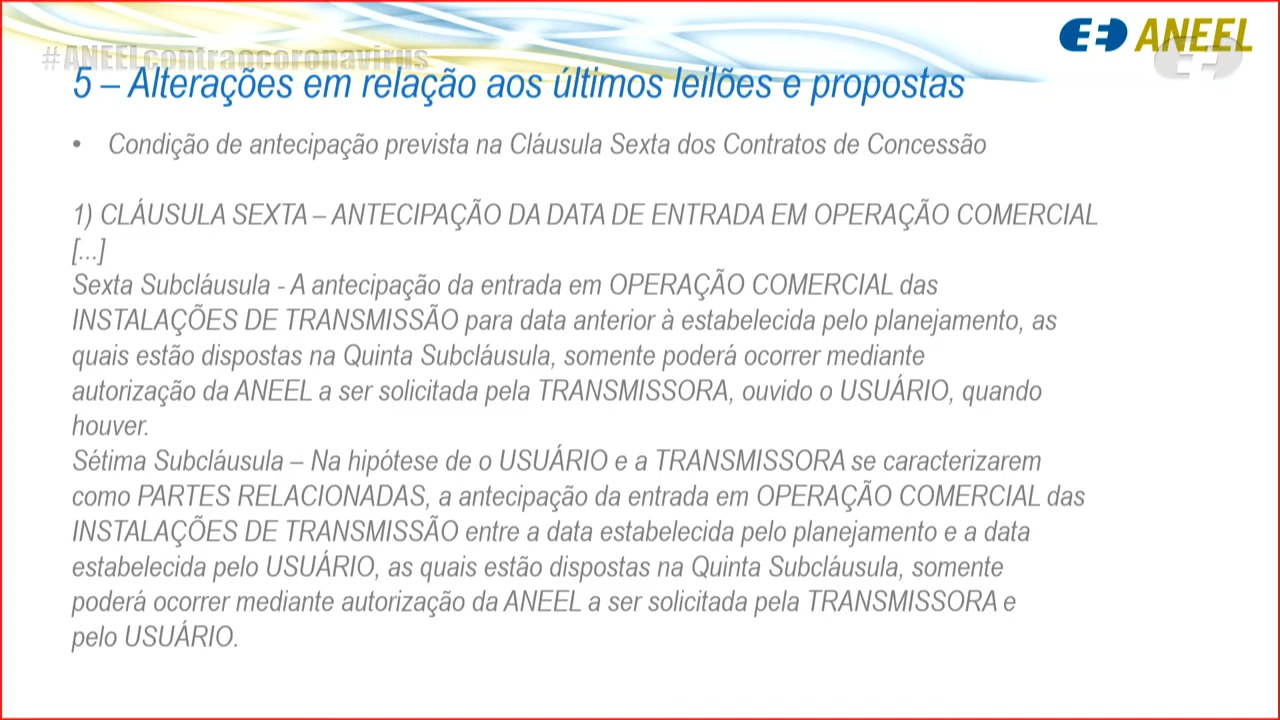 #ANEELcontraocoronavirus
ANEEL
5 – Alterações em relação aos últimos leilões e propostas
• Condição de antecipação prevista na Cláusula Sexta dos Contratos de Concessão
1) CLÁUSULA SEXTA – ANTECIPAÇÃO DA DATA DE ENTRADA EM OPERAÇÃO COMERCIAL
[...]
Sexta Subcláusula - A antecipação da entrada em OPERAÇÃO COMERCIAL das
INSTALAÇÕES DE TRANSMISSÃO para data anterior à estabelecida pelo planejamento, as
quais estão dispostas na Quinta Subcláusula, somente poderá ocorrer mediante
autorização da ANEEL a ser solicitada pela TRANSMISSORA, ouvido o USUÁRIO, quando
houver.
Sétima Subcláusula – Na hipótese de o USUÁRIO e a TRANSMISSORA se caracterizarem
como PARTES RELACIONADAS, a antecipação da entrada em OPERAÇÃO COMERCIAL das
INSTALAÇÕES DE TRANSMISSÃO entre a data estabelecida pelo planejamento e a data
estabelecida pelo USUÁRIO, as quais estão dispostas na Quinta Subcláusula, somente
poderá ocorrer mediante autorização da ANEEL a ser solicitada pela TRANSMISSORA e
pelo USUÁRIO.